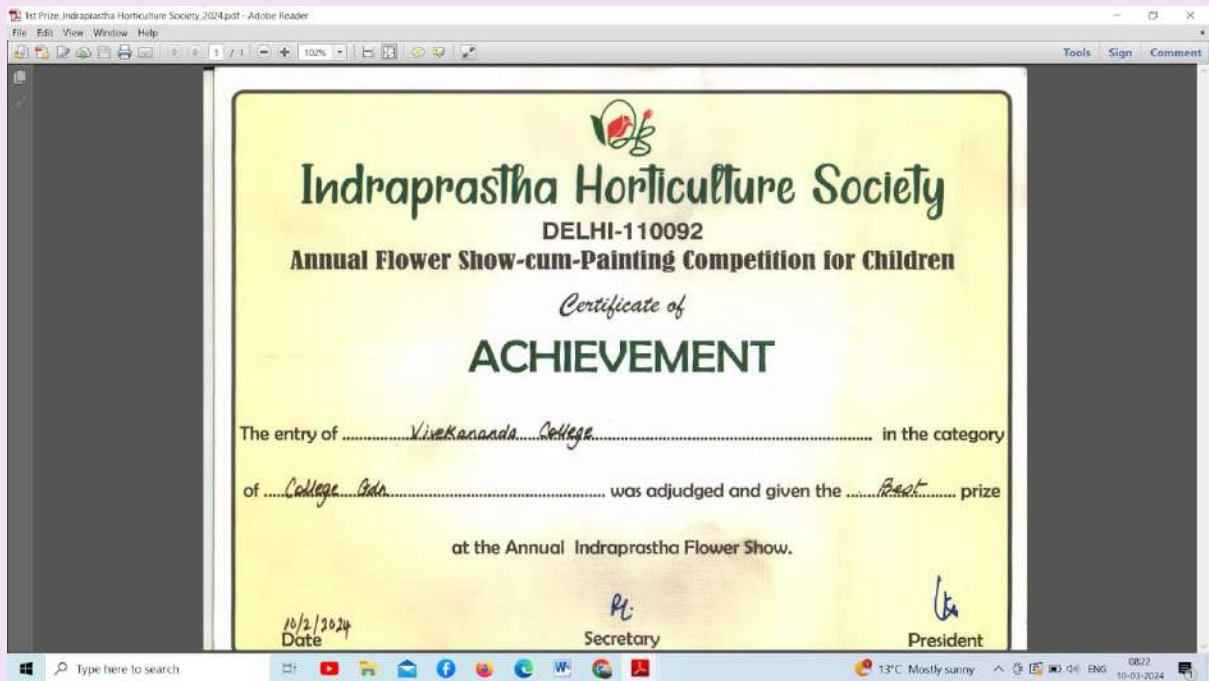 1st Prize_Indraprastha Horticulture Society_2024.pdf - Adobe Reader
File Edit View Window Help
1 / 1 102% Tools Sign Comment
Indraprastha Horticulture Society
DELHI-110092
Annual Flower Show-cum-Painting Competition for Children
Certificate of
ACHIEVEMENT
The entry of ............Vivekananda College............ in the category
of ....College Gdn............ was adjudged and given the ......Best...... prize
at the Annual Indraprastha Flower Show.
10/2/2024
Date Secretary President
Type here to search 13°C Mostly sunny ENG 0822
10-03-2024